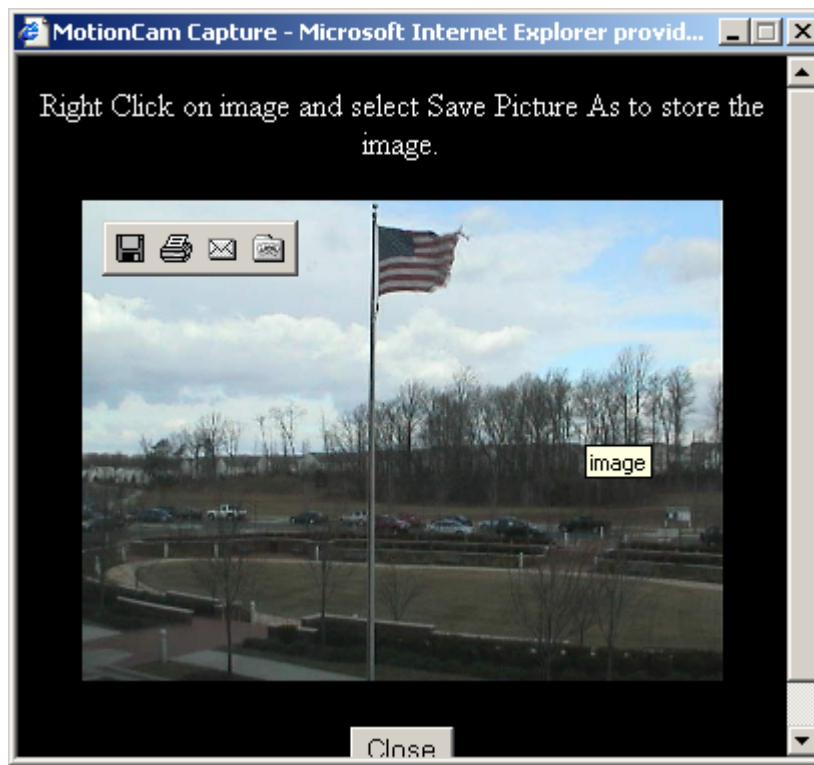 MotionCam Capture - Microsoft Internet Explorer provid...
Right Click on image and select Save Picture As to store the
image.
image
Close